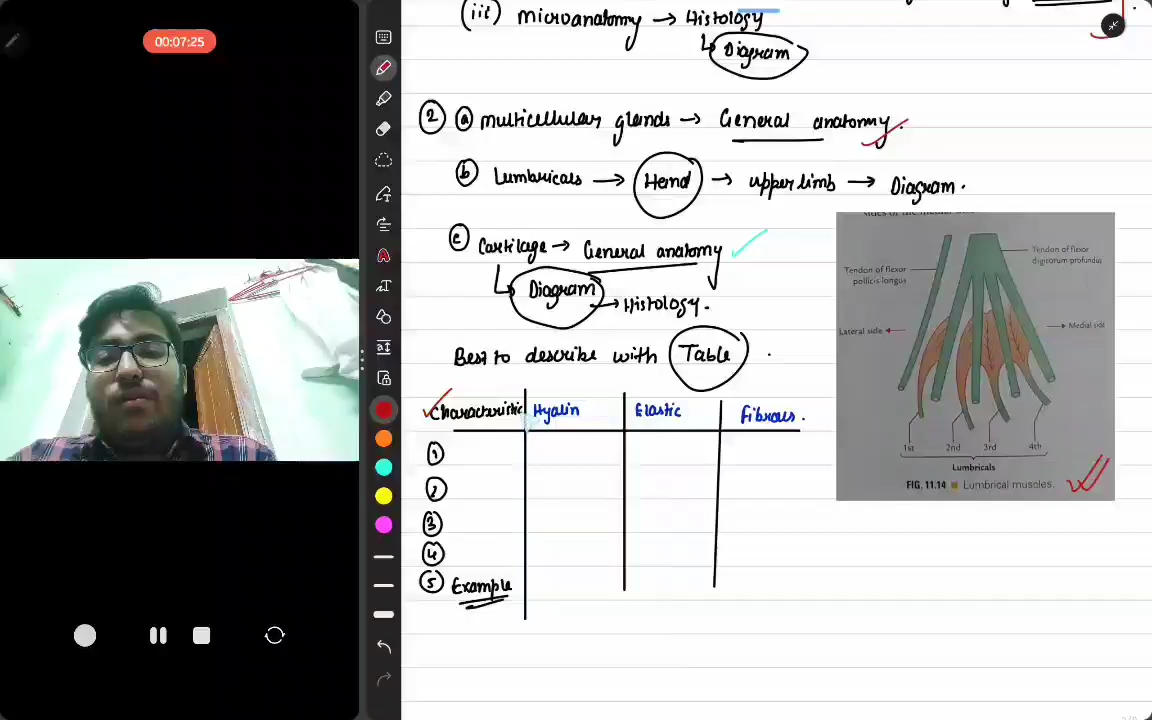 00:07:25
(iii) microanatomy → Histology
Diagram
② ⓐ multicellular glands → General anatomy.
ⓑ Lumbricals → Hand → upper limb → Diagram.
ⓒ Cartilage → General anatomy
Diagram → Histology.
Best to describe with Table .
Characteristic Hyalin Elastic Fibrous.
①
②
③
④
⑤ Example
Tendon of flexor
digitorum profundus
Tendon of flexor
pollicis longus
Lateral side
Medial side
1st 2nd 3rd 4th
Lumbricals
FIG. 11.14 Lumbrical muscles.